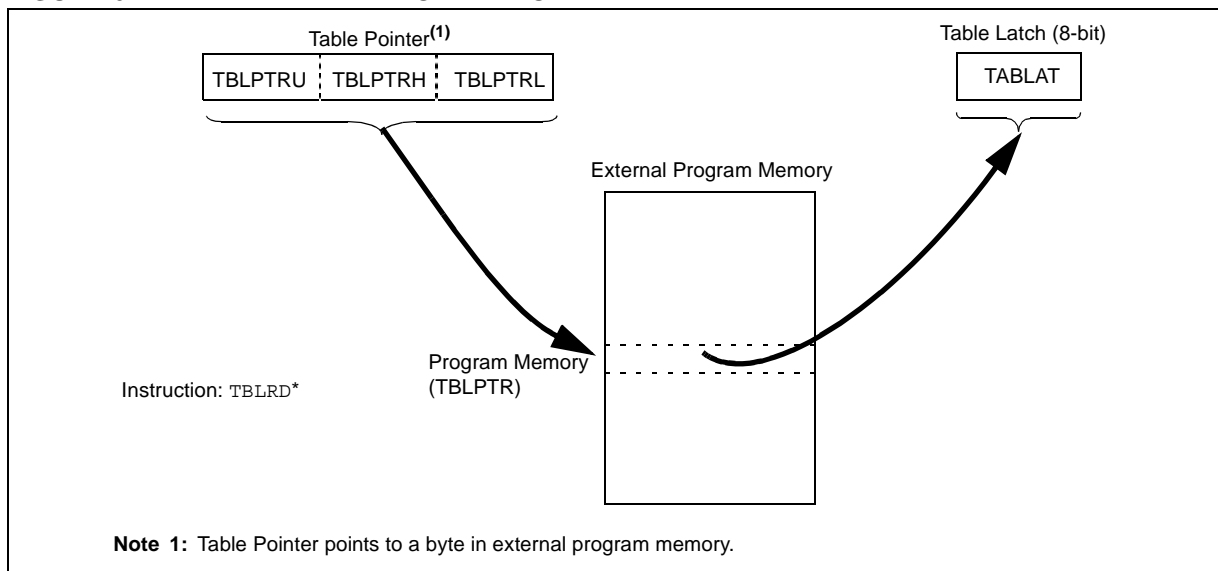 Table Pointer(1)
Table Latch (8-bit)
TBLPTRU TBLPTRH TBLPTRL
TABLAT
External Program Memory
Program Memory
(TBLPTR)
Instruction: TBLRD*
Note 1: Table Pointer points to a byte in external program memory.